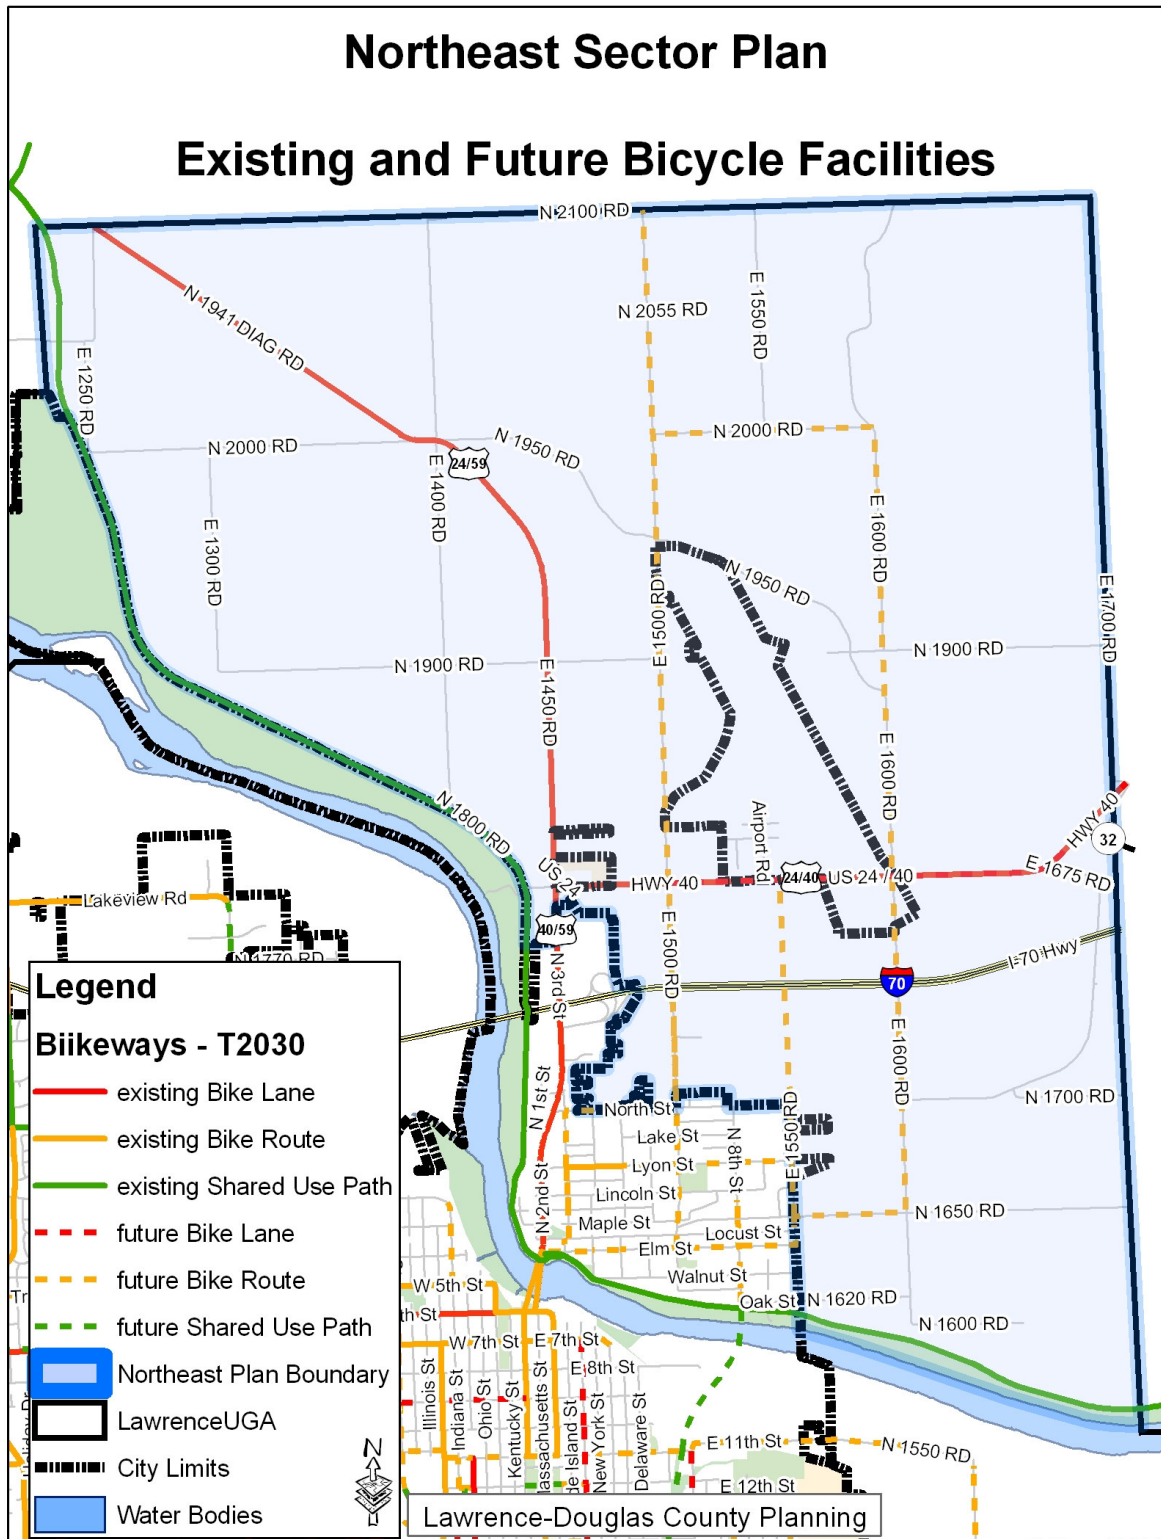 Northeast Sector Plan
Existing and Future Bicycle Facilities
N 2100 RD
N 1941 DIAG RD
N 2055 RD
E 1550 RD
E 1250 RD
N 2000 RD
N 1950 RD
N 2000 RD
24/59
E 1400 RD
E 1300 RD
E 1600 RD
N 1950 RD
E 1500 RD
E 1700 RD
N 1900 RD
E 1450 RD
N 1900 RD
E 1600 RD
N 1800 RD
Airport Rd
HWY 40
32
US 24
HWY 40
24/40
US 24 / 40
E 1675 RD
Lakeview Rd
40/59
N 1770 RD
N 3rd St
E 1500 RD
I-70 Hwy
70
E 1600 RD
N 1st St
North St
E 1550 RD
N 1700 RD
Lake St
N 8th St
Lyon St
N 2nd St
Lincoln St
Maple St
Locust St
N 1650 RD
Elm St
Walnut St
W 5th St
Oak St
N 1620 RD
th St
N 1600 RD
W 7th St
E 7th St
E 8th St
Illinois St
Indiana St
Ohio St
Kentucky St
assachusetts St
de Island St
New York St
Delaware St
E 11th St
N 1550 RD
E 12th St
Tr
Legend
Biikeways - T2030
existing Bike Lane
existing Bike Route
existing Shared Use Path
future Bike Lane
future Bike Route
future Shared Use Path
Northeast Plan Boundary
LawrenceUGA
City Limits
Water Bodies
N
Lawrence-Douglas County Planning